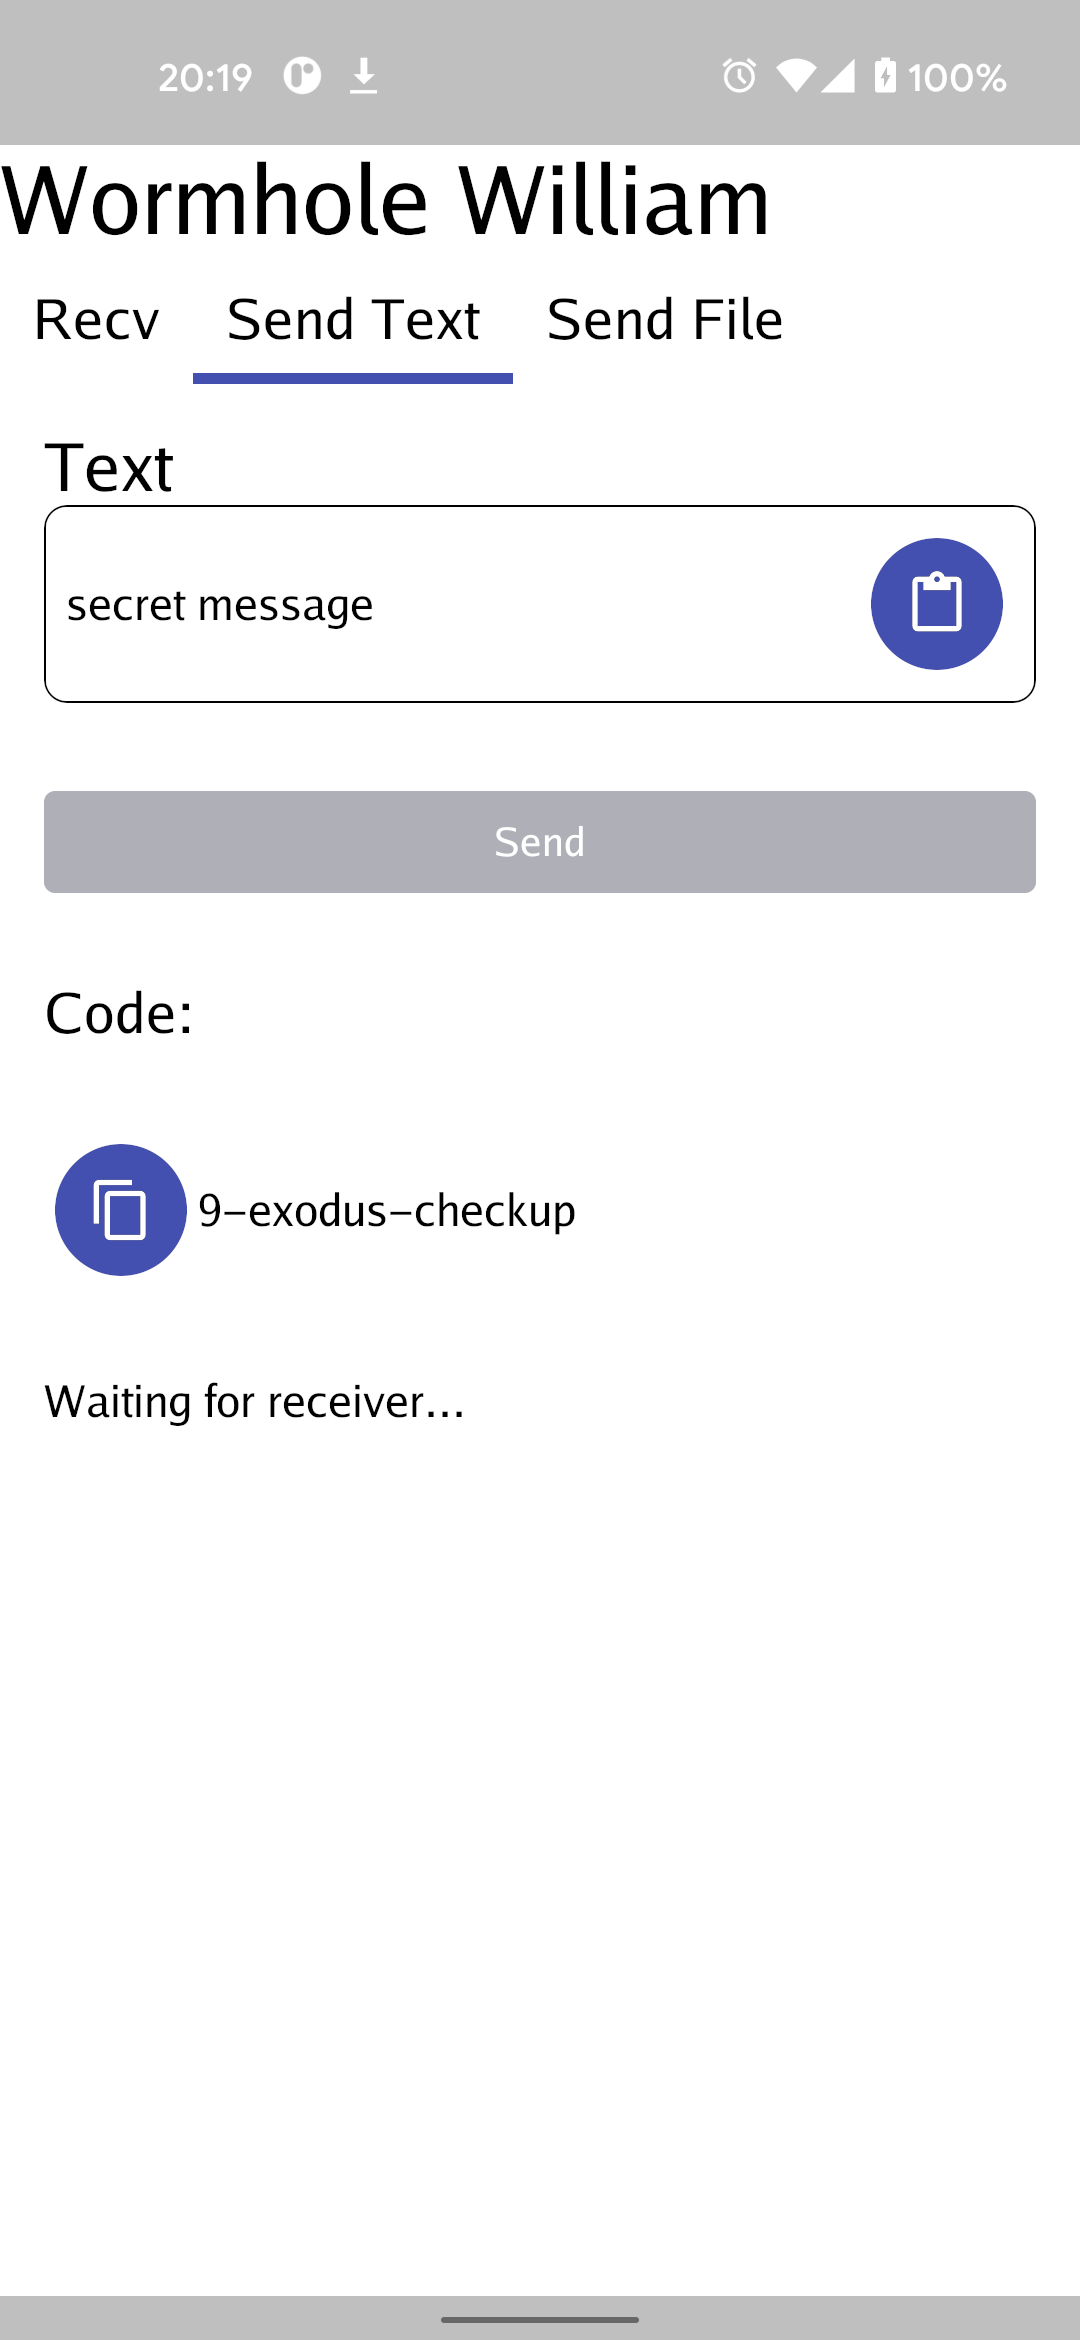 20:19 100%
Wormhole William
Recv Send Text Send File
Text
secret message
Send
Code:
9-exodus-checkup
Waiting for receiver...